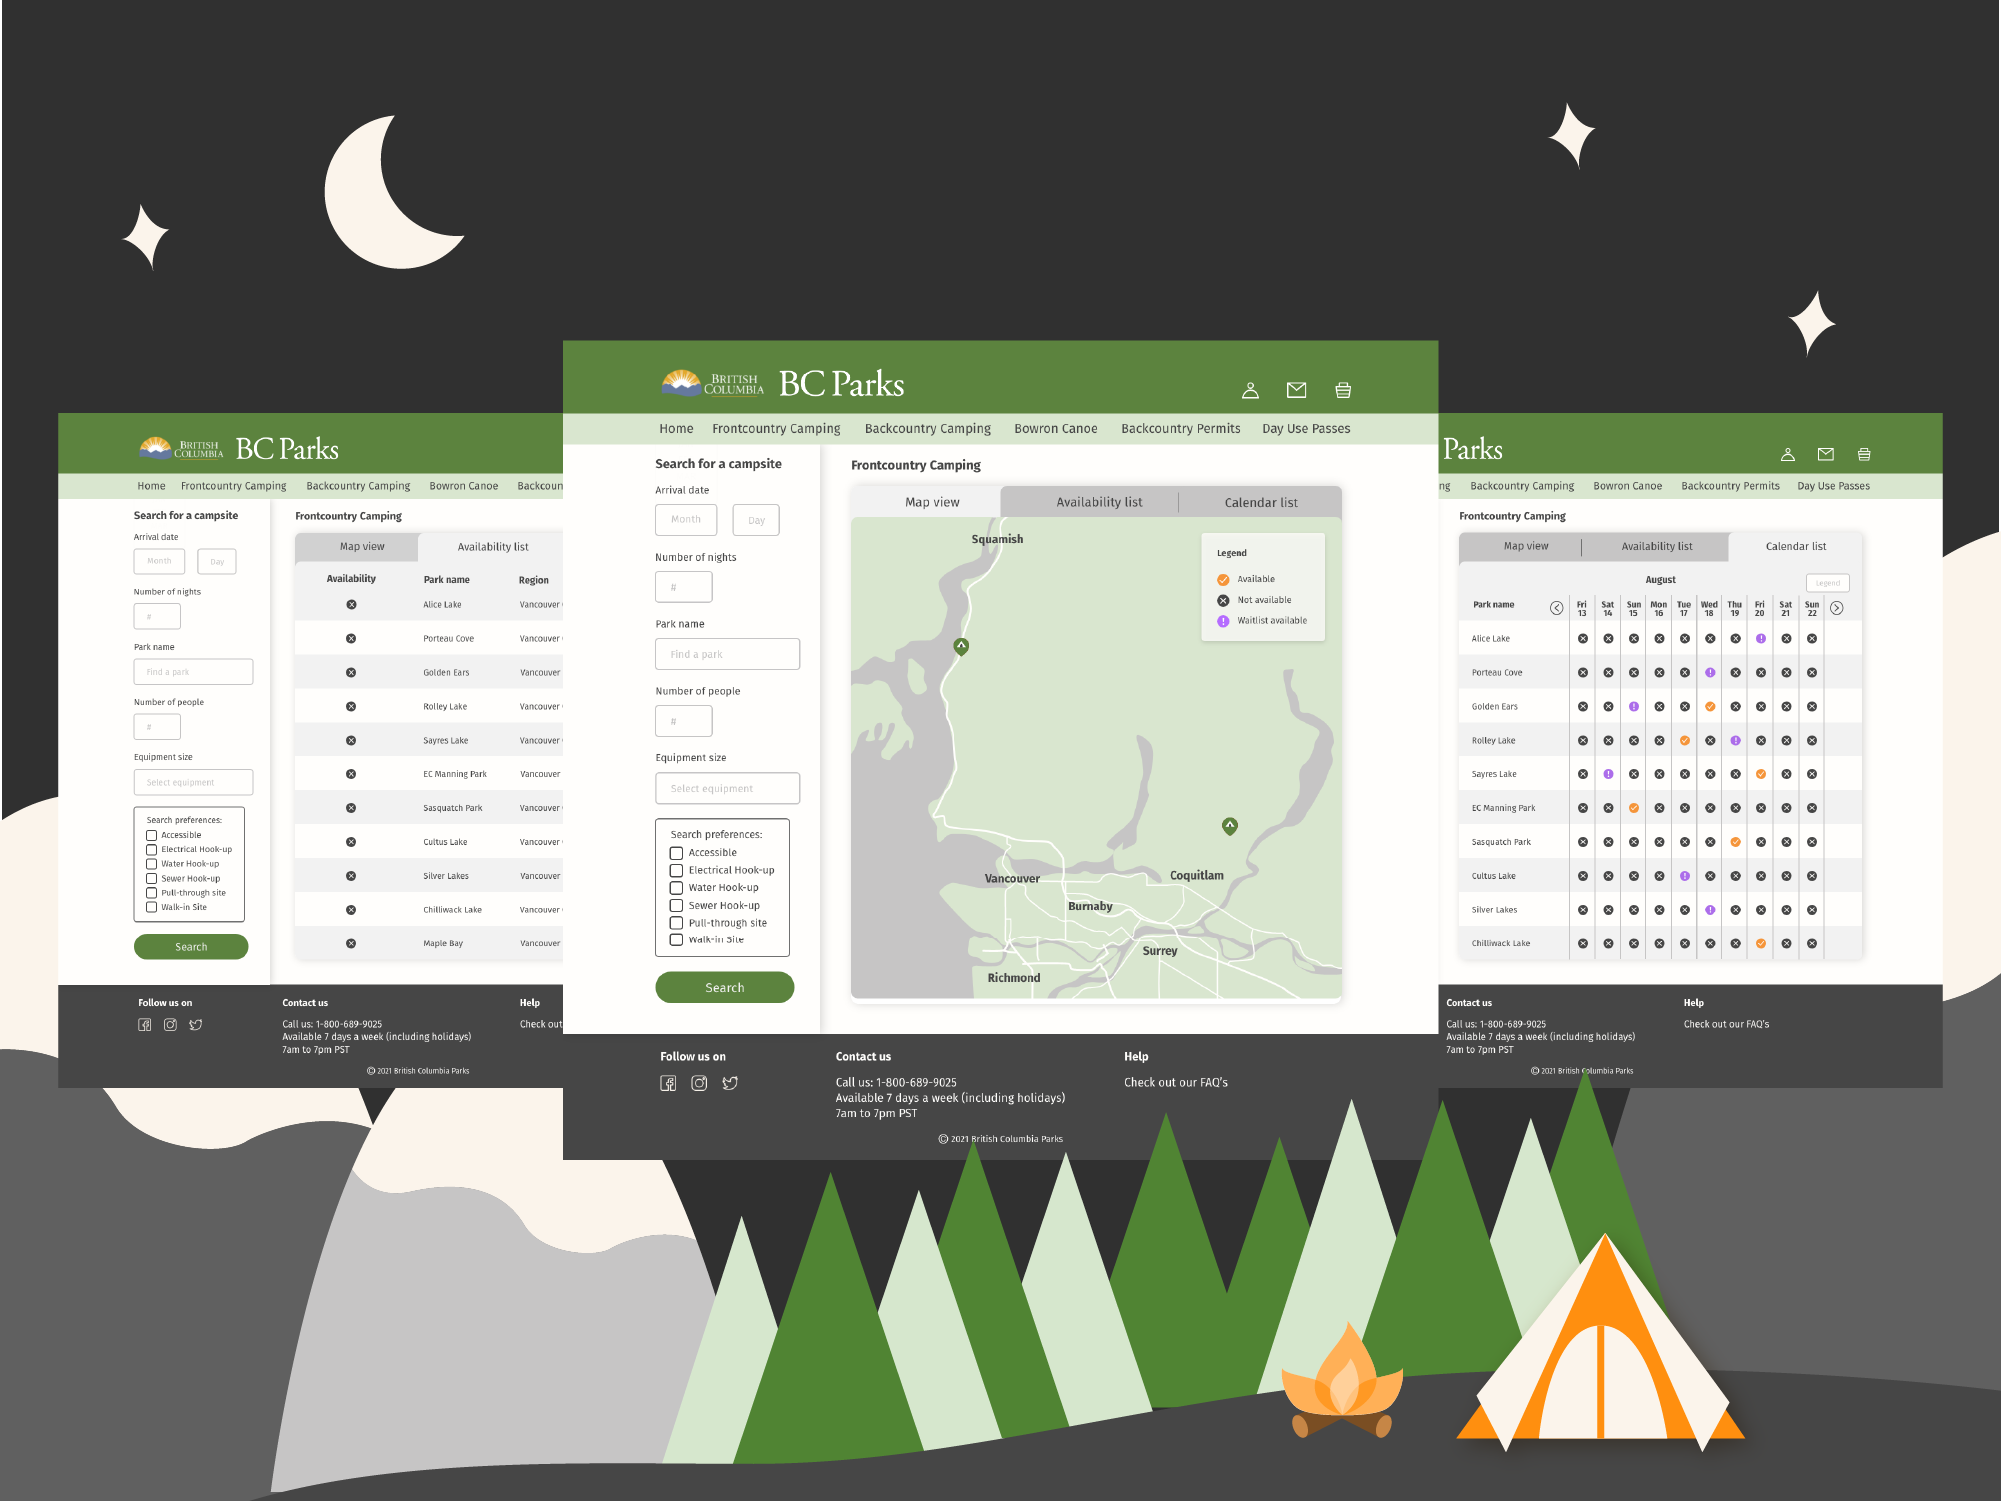 BRITISH
COLUMBIA
BC Parks
Home Frontcountry Camping Backcountry Camping Bowron Canoe Backcoun
Search for a campsite
Arrival date
Month Day
Number of nights
#
Park name
Find a park
Number of people
#
Equipment size
Select equipment
Search preferences:
Accessible
Electrical Hook-up
Water Hook-up
Sewer Hook-up
Pull-through site
Walk-in Site
Search
Frontcountry Camping
Map view Availability list
Availability Park name Region
Alice Lake Vancouver
Porteau Cove Vancouver
Golden Ears Vancouver
Rolley Lake Vancouver
Sayres Lake Vancouver
EC Manning Park Vancouver
Sasquatch Park Vancouver
Cultus Lake Vancouver
Silver Lakes Vancouver
Chilliwack Lake Vancouver
Maple Bay Vancouver
Follow us on
Contact us
Call us: 1-800-689-9025
Available 7 days a week (including holidays)
7am to 7pm PST
Help
Check out
© 2021 British Columbia Parks
BRITISH
COLUMBIA
BC Parks
Home Frontcountry Camping Backcountry Camping Bowron Canoe Backcountry Permits Day Use Passes
Search for a campsite
Arrival date
Month Day
Number of nights
#
Park name
Find a park
Number of people
#
Equipment size
Select equipment
Search preferences:
Accessible
Electrical Hook-up
Water Hook-up
Sewer Hook-up
Pull-through site
Walk-in Site
Search
Frontcountry Camping
Map view Availability list Calendar list
Squamish
Legend
Available
Not available
Waitlist available
Vancouver
Coquitlam
Burnaby
Surrey
Richmond
Follow us on
Contact us
Call us: 1-800-689-9025
Available 7 days a week (including holidays)
7am to 7pm PST
Help
Check out our FAQ's
© 2021 British Columbia Parks
Parks
ng Backcountry Camping Bowron Canoe Backcountry Permits Day Use Passes
Frontcountry Camping
Map view Availability list Calendar list
August
Legend
Park name Fri Sat Sun Mon Tue Wed Thu Fri Sat Sun
13 14 15 16 17 18 19 20 21 22
Alice Lake
Porteau Cove
Golden Ears
Rolley Lake
Sayres Lake
EC Manning Park
Sasquatch Park
Cultus Lake
Silver Lakes
Chilliwack Lake
Contact us
Call us: 1-800-689-9025
Available 7 days a week (including holidays)
7am to 7pm PST
Help
Check out our FAQ's
© 2021 British Columbia Parks